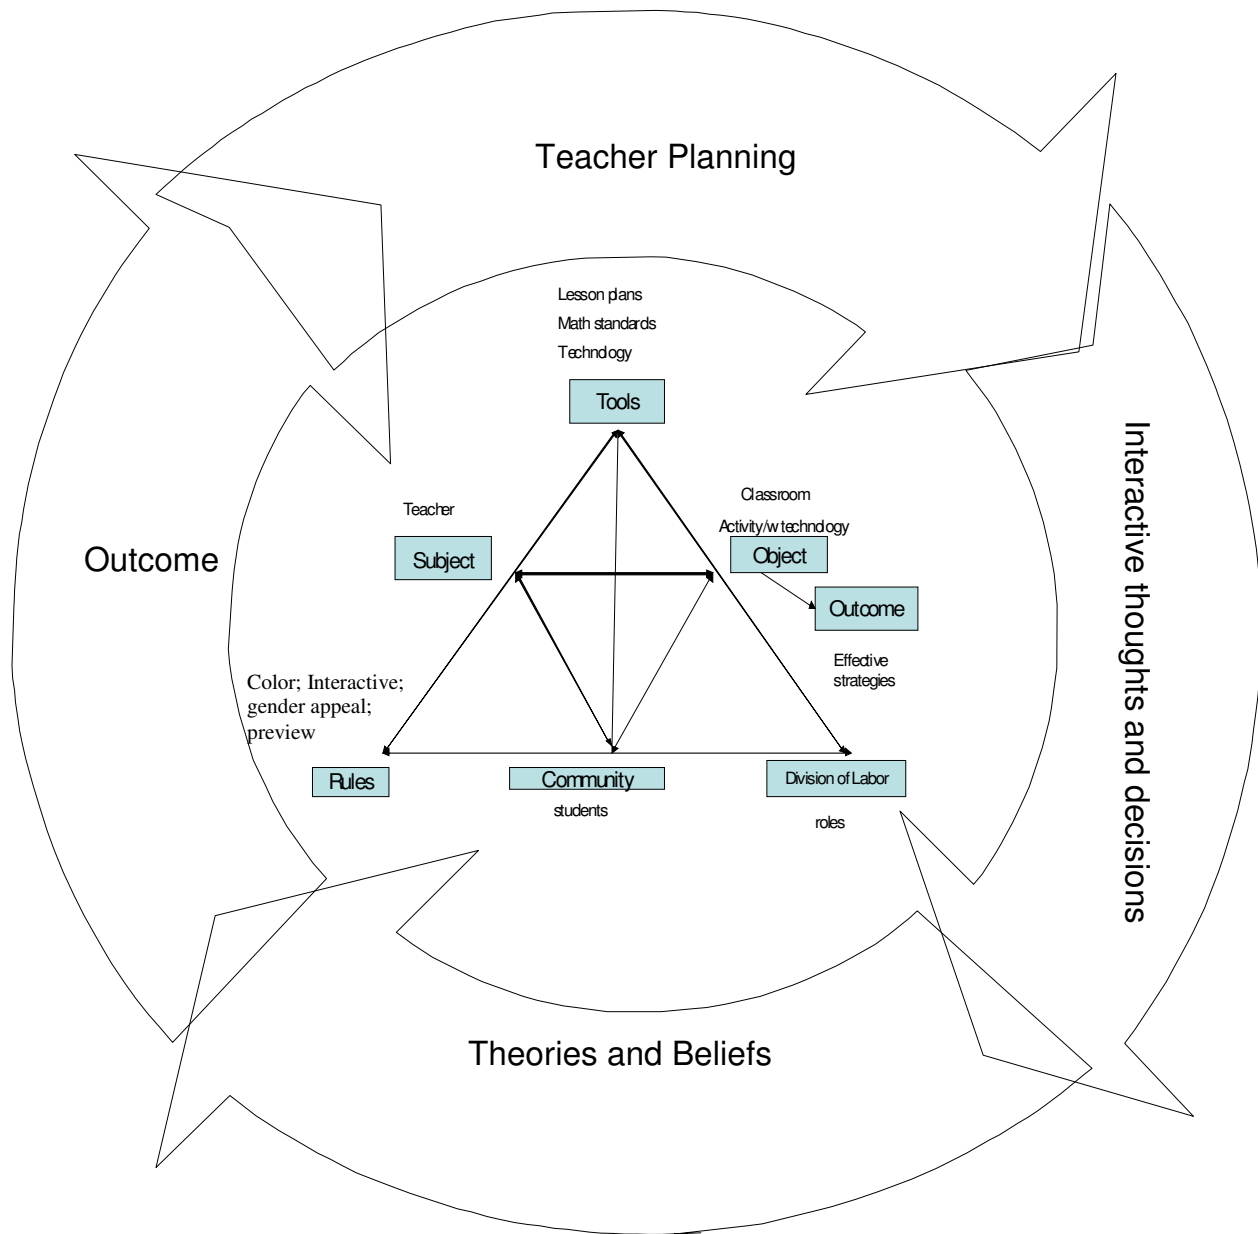 Teacher Planning
Lesson plans
Math standards
Technology
Tools
Classroom
Activity/w technology
Teacher
Subject
Object
Outcome
Outcome
Effective
strategies
Interactive thoughts and decisions
Color; Interactive;
gender appeal;
preview
Rules
Community
Division of Labor
students
roles
Theories and Beliefs